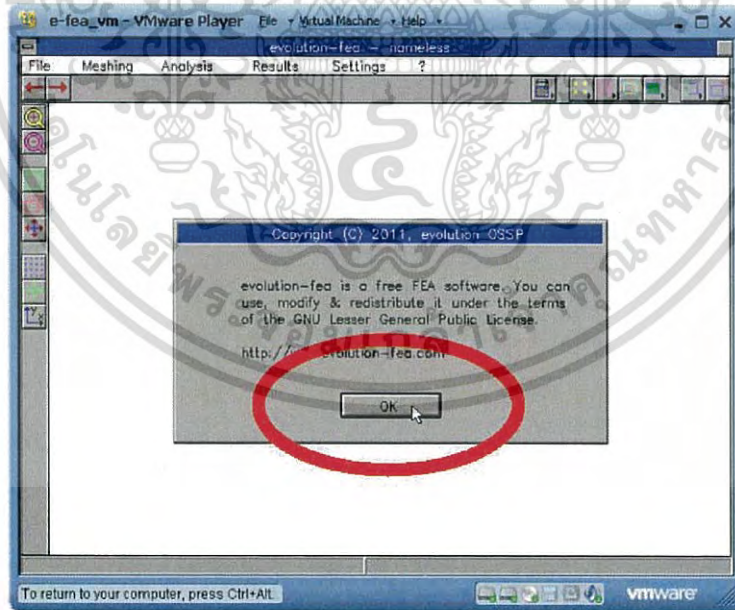 e-fea_vm - VMware Player File Virtual Machine Help
evolution-fea - nameless
File Meshing Analysis Results Settings ?
Copyright (C) 2011, evolution OSSP
evolution-fea is a free FEA software. You can
use, modify & redistribute it under the terms
of the GNU Lesser General Public License.
evolution-fea.com
OK
To return to your computer, press Ctrl+Alt.
vmware